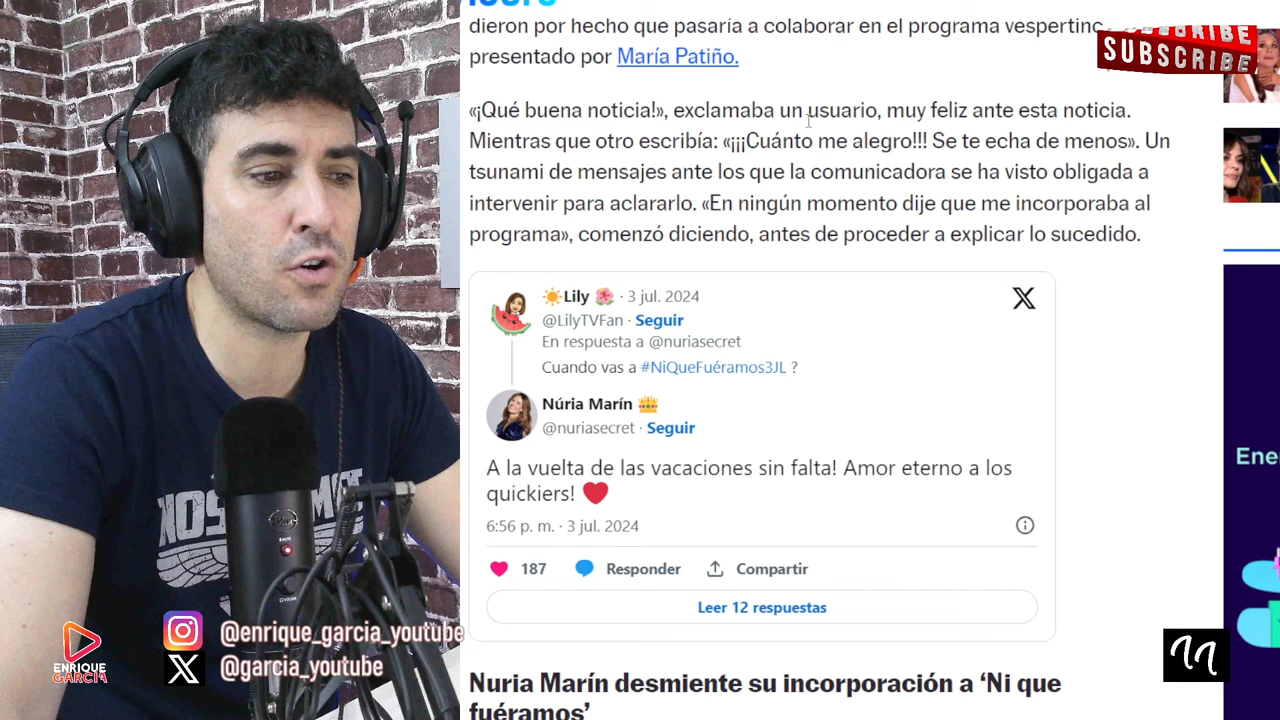 dieron por hecho que pasaría a colaborar en el programa vespertino
presentado por María Patiño.
SUBSCRIBE
«¡Qué buena noticia!», exclamaba un usuario, muy feliz ante esta noticia.
Mientras que otro escribía: «¡¡¡Cuánto me alegro!!! Se te echa de menos». Un
tsunami de mensajes ante los que la comunicadora se ha visto obligada a
intervenir para aclararlo. «En ningún momento dije que me incorporaba al
programa», comenzó diciendo, antes de proceder a explicar lo sucedido.
Lily · 3 jul. 2024
@LilyTVFan · Seguir
En respuesta a @nuriasecret
Cuando vas a #NiQueFuéramos3JL ?
Núria Marín
@nuriasecret · Seguir
A la vuelta de las vacaciones sin falta! Amor eterno a los
quickiers! ❤️
6:56 p. m. · 3 jul. 2024
187 Responder Compartir
Leer 12 respuestas
Nuria Marín desmiente su incorporación a ‘Ni que
fuéramos’
Ene
@enrique_garcia_youtube
@garcia_youtube
ENRIQUE
GARCIA